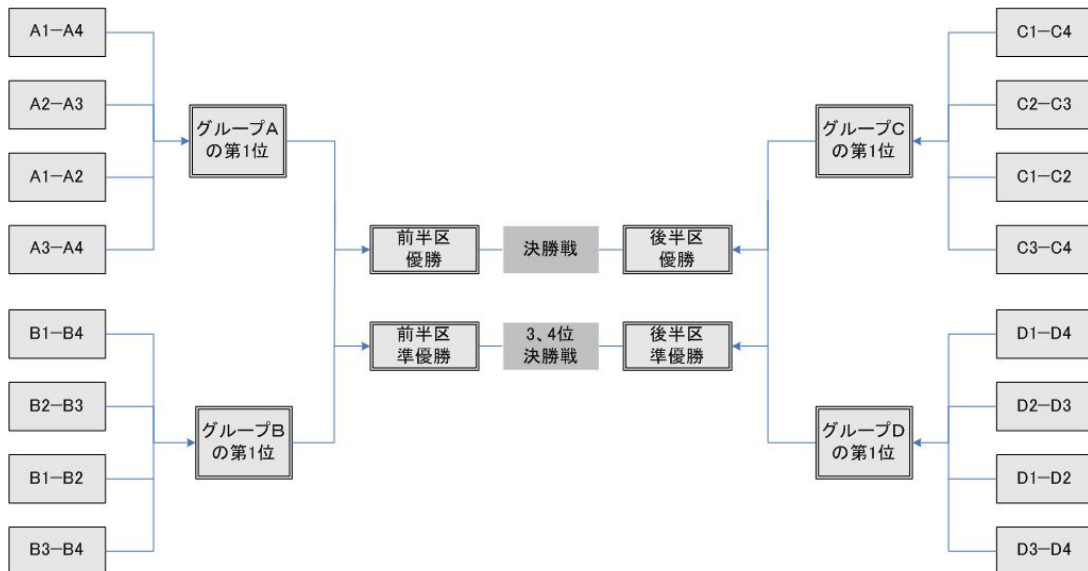 A1－A4
A2－A3
A1－A2
A3－A4
グループA
の第1位
B1－B4
B2－B3
B1－B2
B3－B4
グループB
の第1位
前半区
優勝
決勝戦
後半区
優勝
前半区
準優勝
3、4位
決勝戦
後半区
準優勝
グループC
の第1位
C1－C4
C2－C3
C1－C2
C3－C4
グループD
の第1位
D1－D4
D2－D3
D1－D2
D3－D4